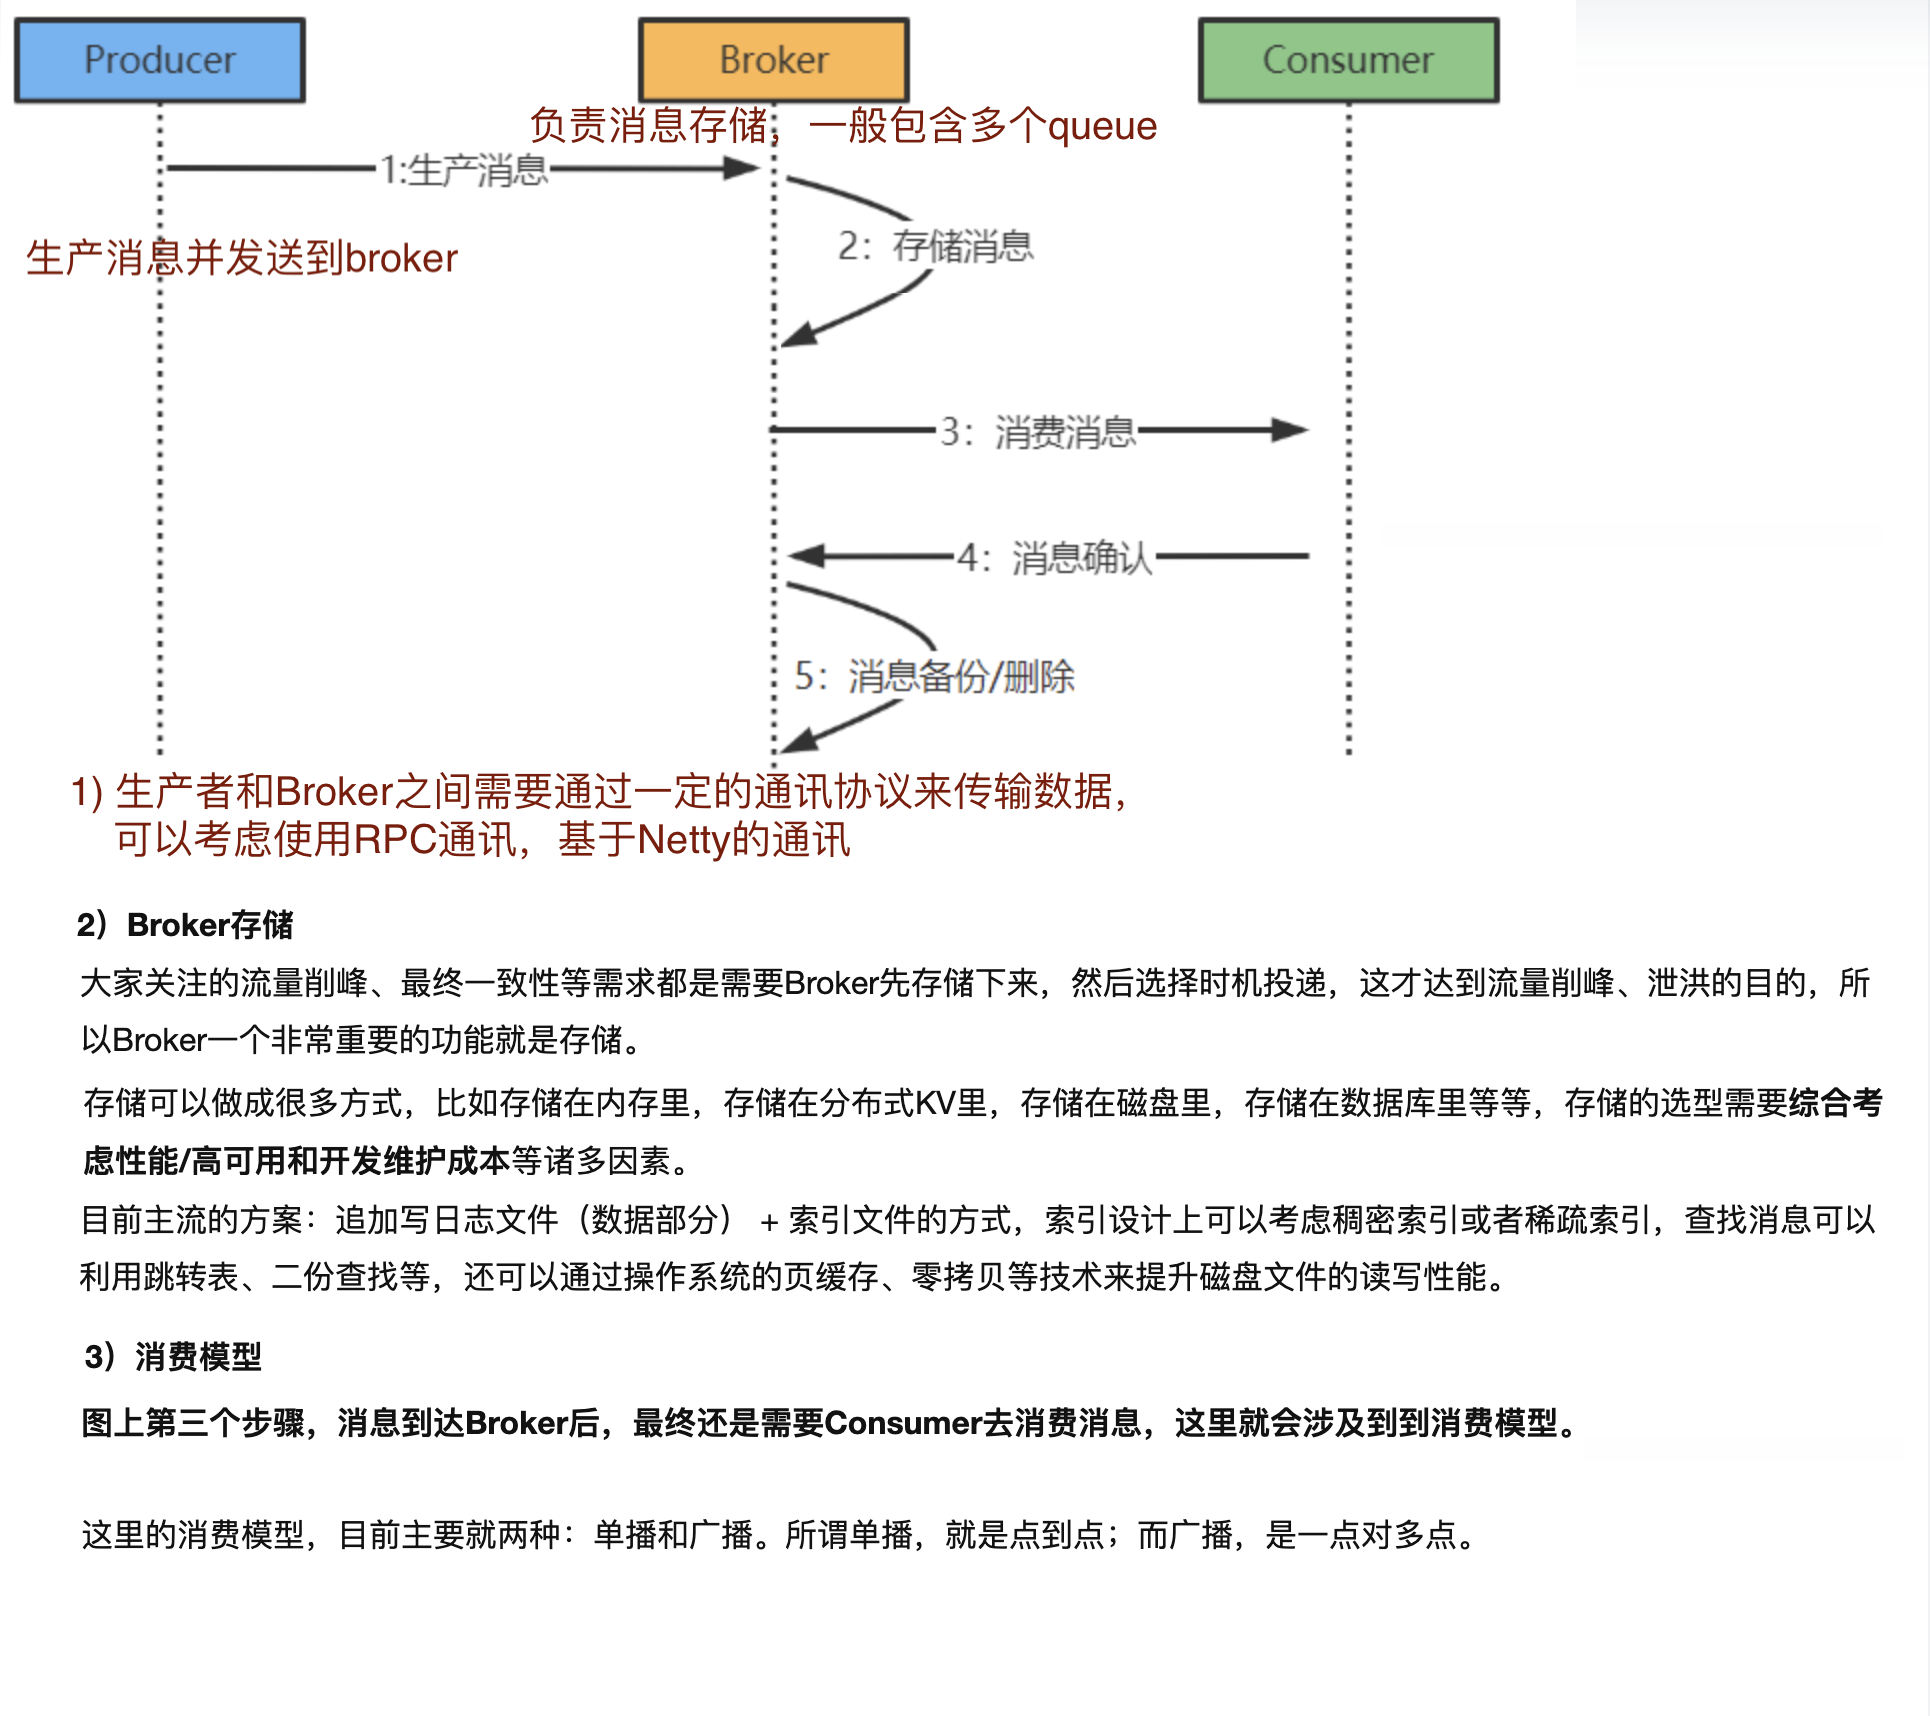 Producer
Broker
Consumer
负责消息存储，一般包含多个queue
1:生产消息
2：存储消息
生产消息并发送到broker
3：消费消息
4：消息确认
5：消息备份/删除
1) 生产者和Broker之间需要通过一定的通讯协议来传输数据，
可以考虑使用RPC通讯，基于Netty的通讯
2）Broker存储
大家关注的流量削峰、最终一致性等需求都是需要Broker先存储下来，然后选择时机投递，这才达到流量削峰、泄洪的目的，所
以Broker一个非常重要的功能就是存储。
存储可以做成很多方式，比如存储在内存里，存储在分布式KV里，存储在磁盘里，存储在数据库里等等，存储的选型需要综合考
虑性能/高可用和开发维护成本等诸多因素。
目前主流的方案：追加写日志文件（数据部分） + 索引文件的方式，索引设计上可以考虑稠密索引或者稀疏索引，查找消息可以
利用跳转表、二份查找等，还可以通过操作系统的页缓存、零拷贝等技术来提升磁盘文件的读写性能。
3）消费模型
图上第三个步骤，消息到达Broker后，最终还是需要Consumer去消费消息，这里就会涉及到到消费模型。
这里的消费模型，目前主要就两种：单播和广播。所谓单播，就是点到点；而广播，是一点对多点。